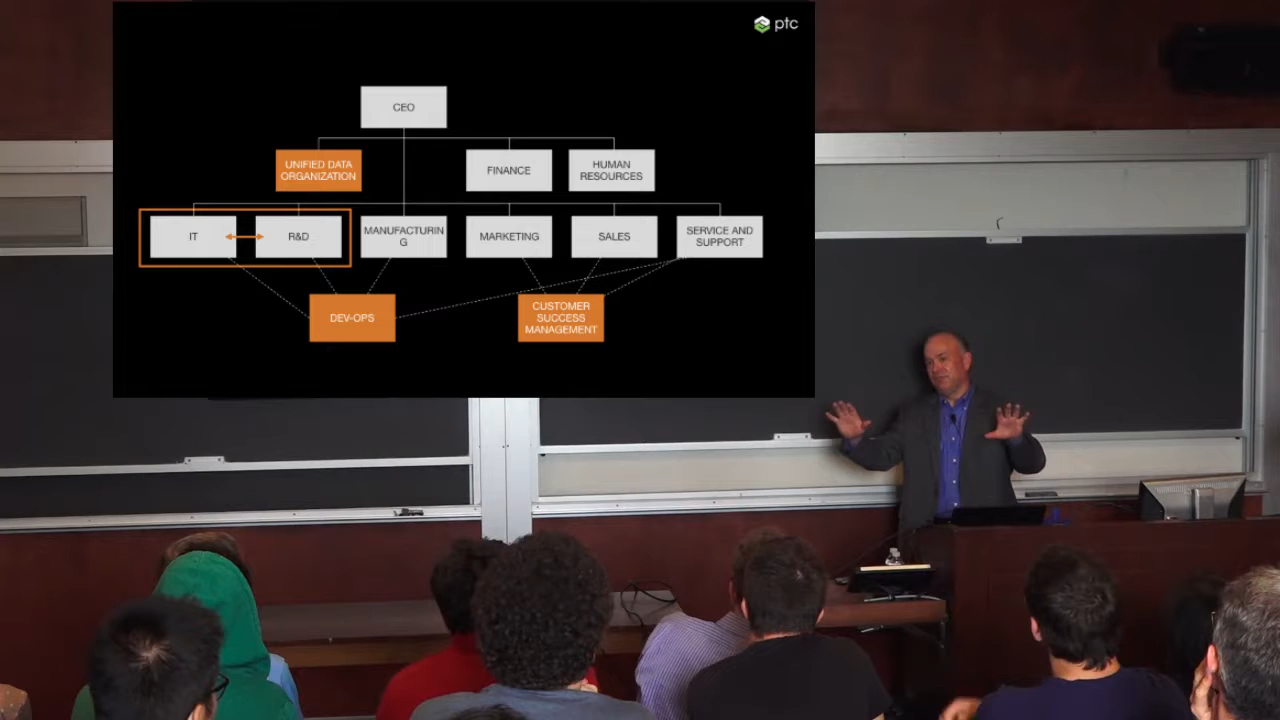 ptc
CEO
UNIFIED DATA
ORGANIZATION
FINANCE
HUMAN
RESOURCES
IT
R&D
MANUFACTURIN
G
MARKETING
SALES
SERVICE AND
SUPPORT
DEV-OPS
CUSTOMER
SUCCESS
MANAGEMENT